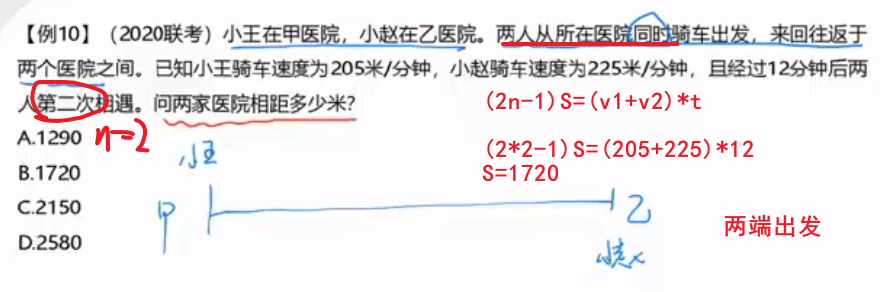 【例10】（2020联考）小王在甲医院，小赵在乙医院。两人从所在医院同时骑车出发，来回往返于
两个医院之间。已知小王骑车速度为205米/分钟，小赵骑车速度为225米/分钟，且经过12分钟后两
人第二次相遇。问两家医院相距多少米?
(2n-1)S=(v1+v2)*t
A.1290
n=2
(2*2-1)S=(205+225)*12
B.1720
小王
S=1720
C.2150
甲
乙
两端出发
D.2580
小赵